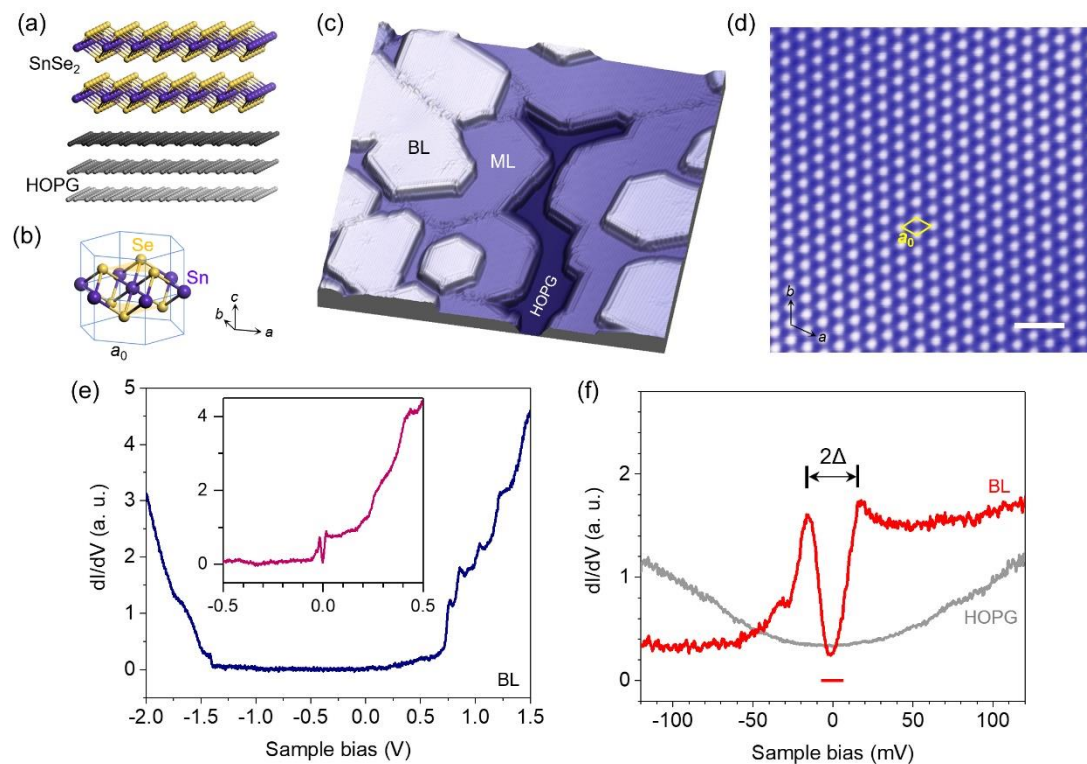 (a)
SnSe2
HOPG
(b)
Se
Sn
a0
c
b
a
(c)
BL
ML
HOPG
(d)
a0
b
a
(e)
dI/dV (a. u.)
5
4
3
2
1
0
-2.0 -1.5 -1.0 -0.5 0.0 0.5 1.0 1.5
Sample bias (V)
4
2
0
-0.5 0.0 0.5
BL
(f)
dI/dV (a. u.)
2
1
0
-100 -50 0 50 100
Sample bias (mV)
2Δ
BL
HOPG